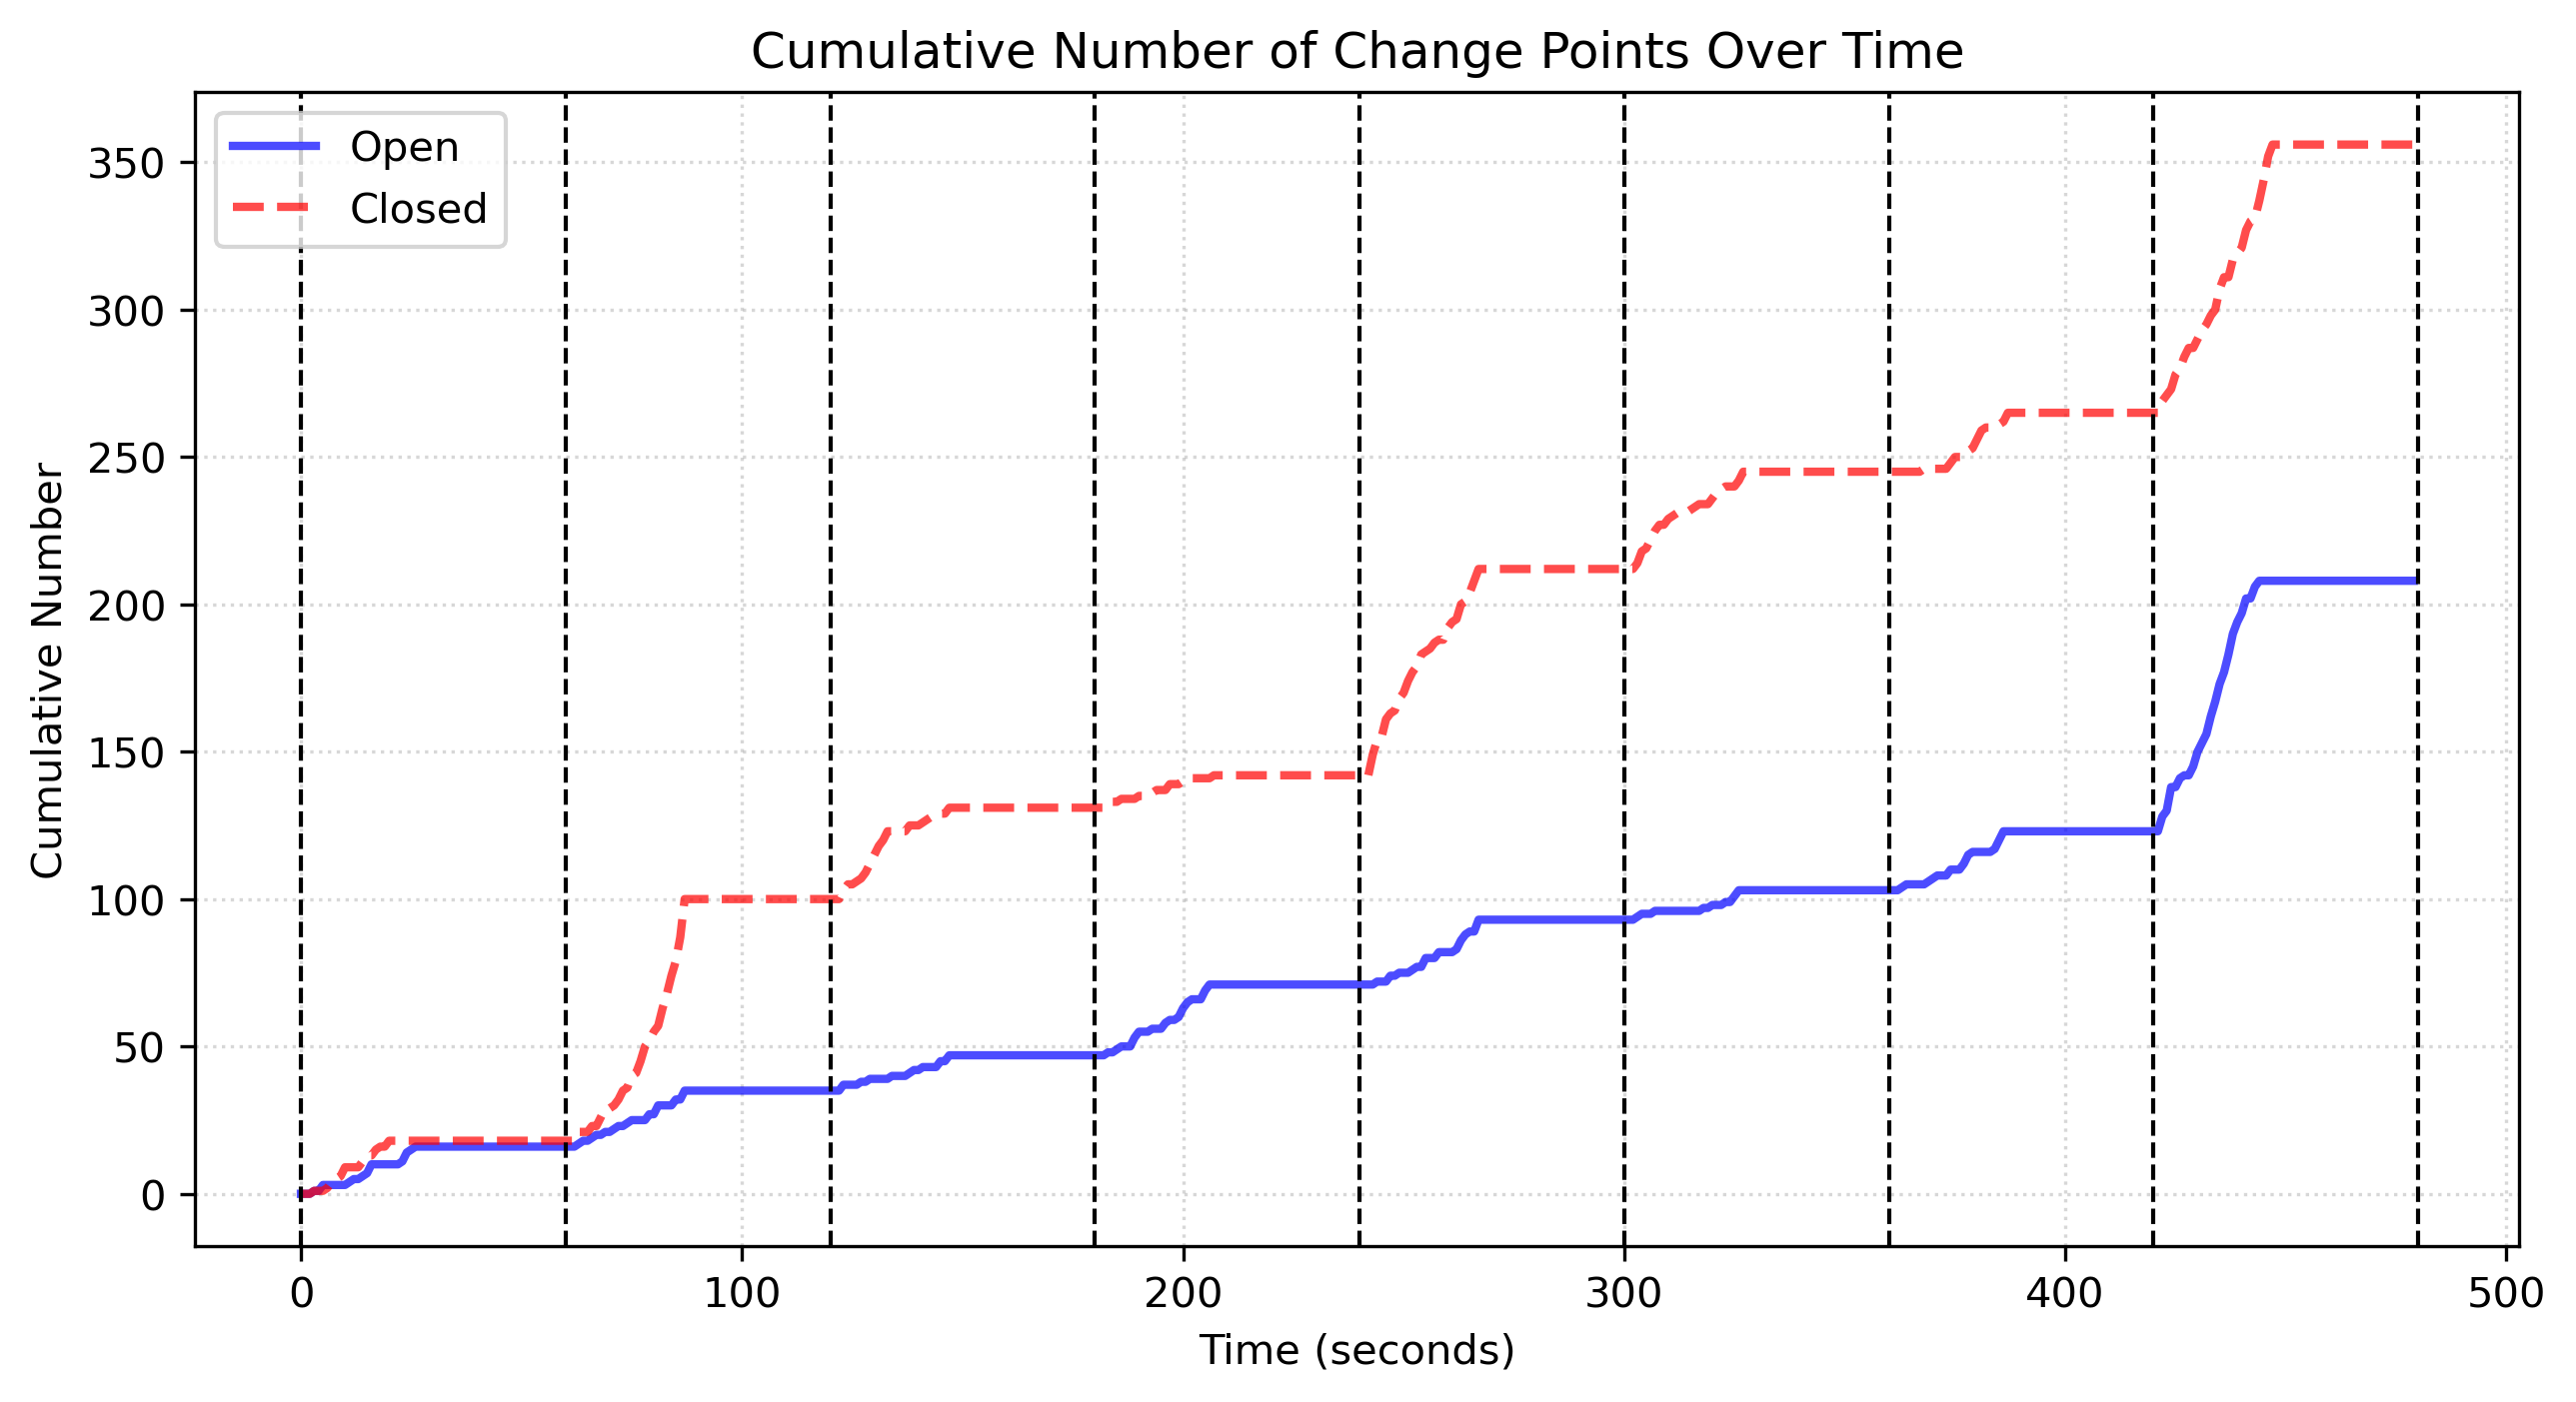 Cumulative Number of Change Points Over Time
Open
Closed
350
300
250
200
150
100
50
0
Cumulative Number
0 100 200 300 400 500
Time (seconds)